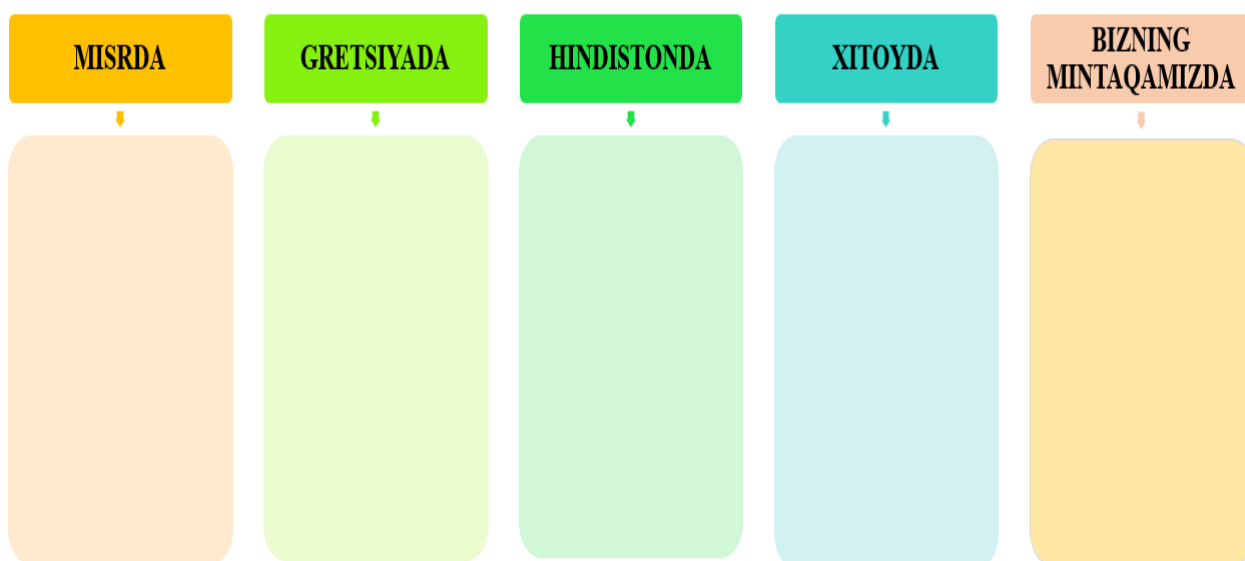 MISRDA
GRETSIYADA
HINDISTONDA
XITOYDA
BIZNING
MINTAQAMIZDA